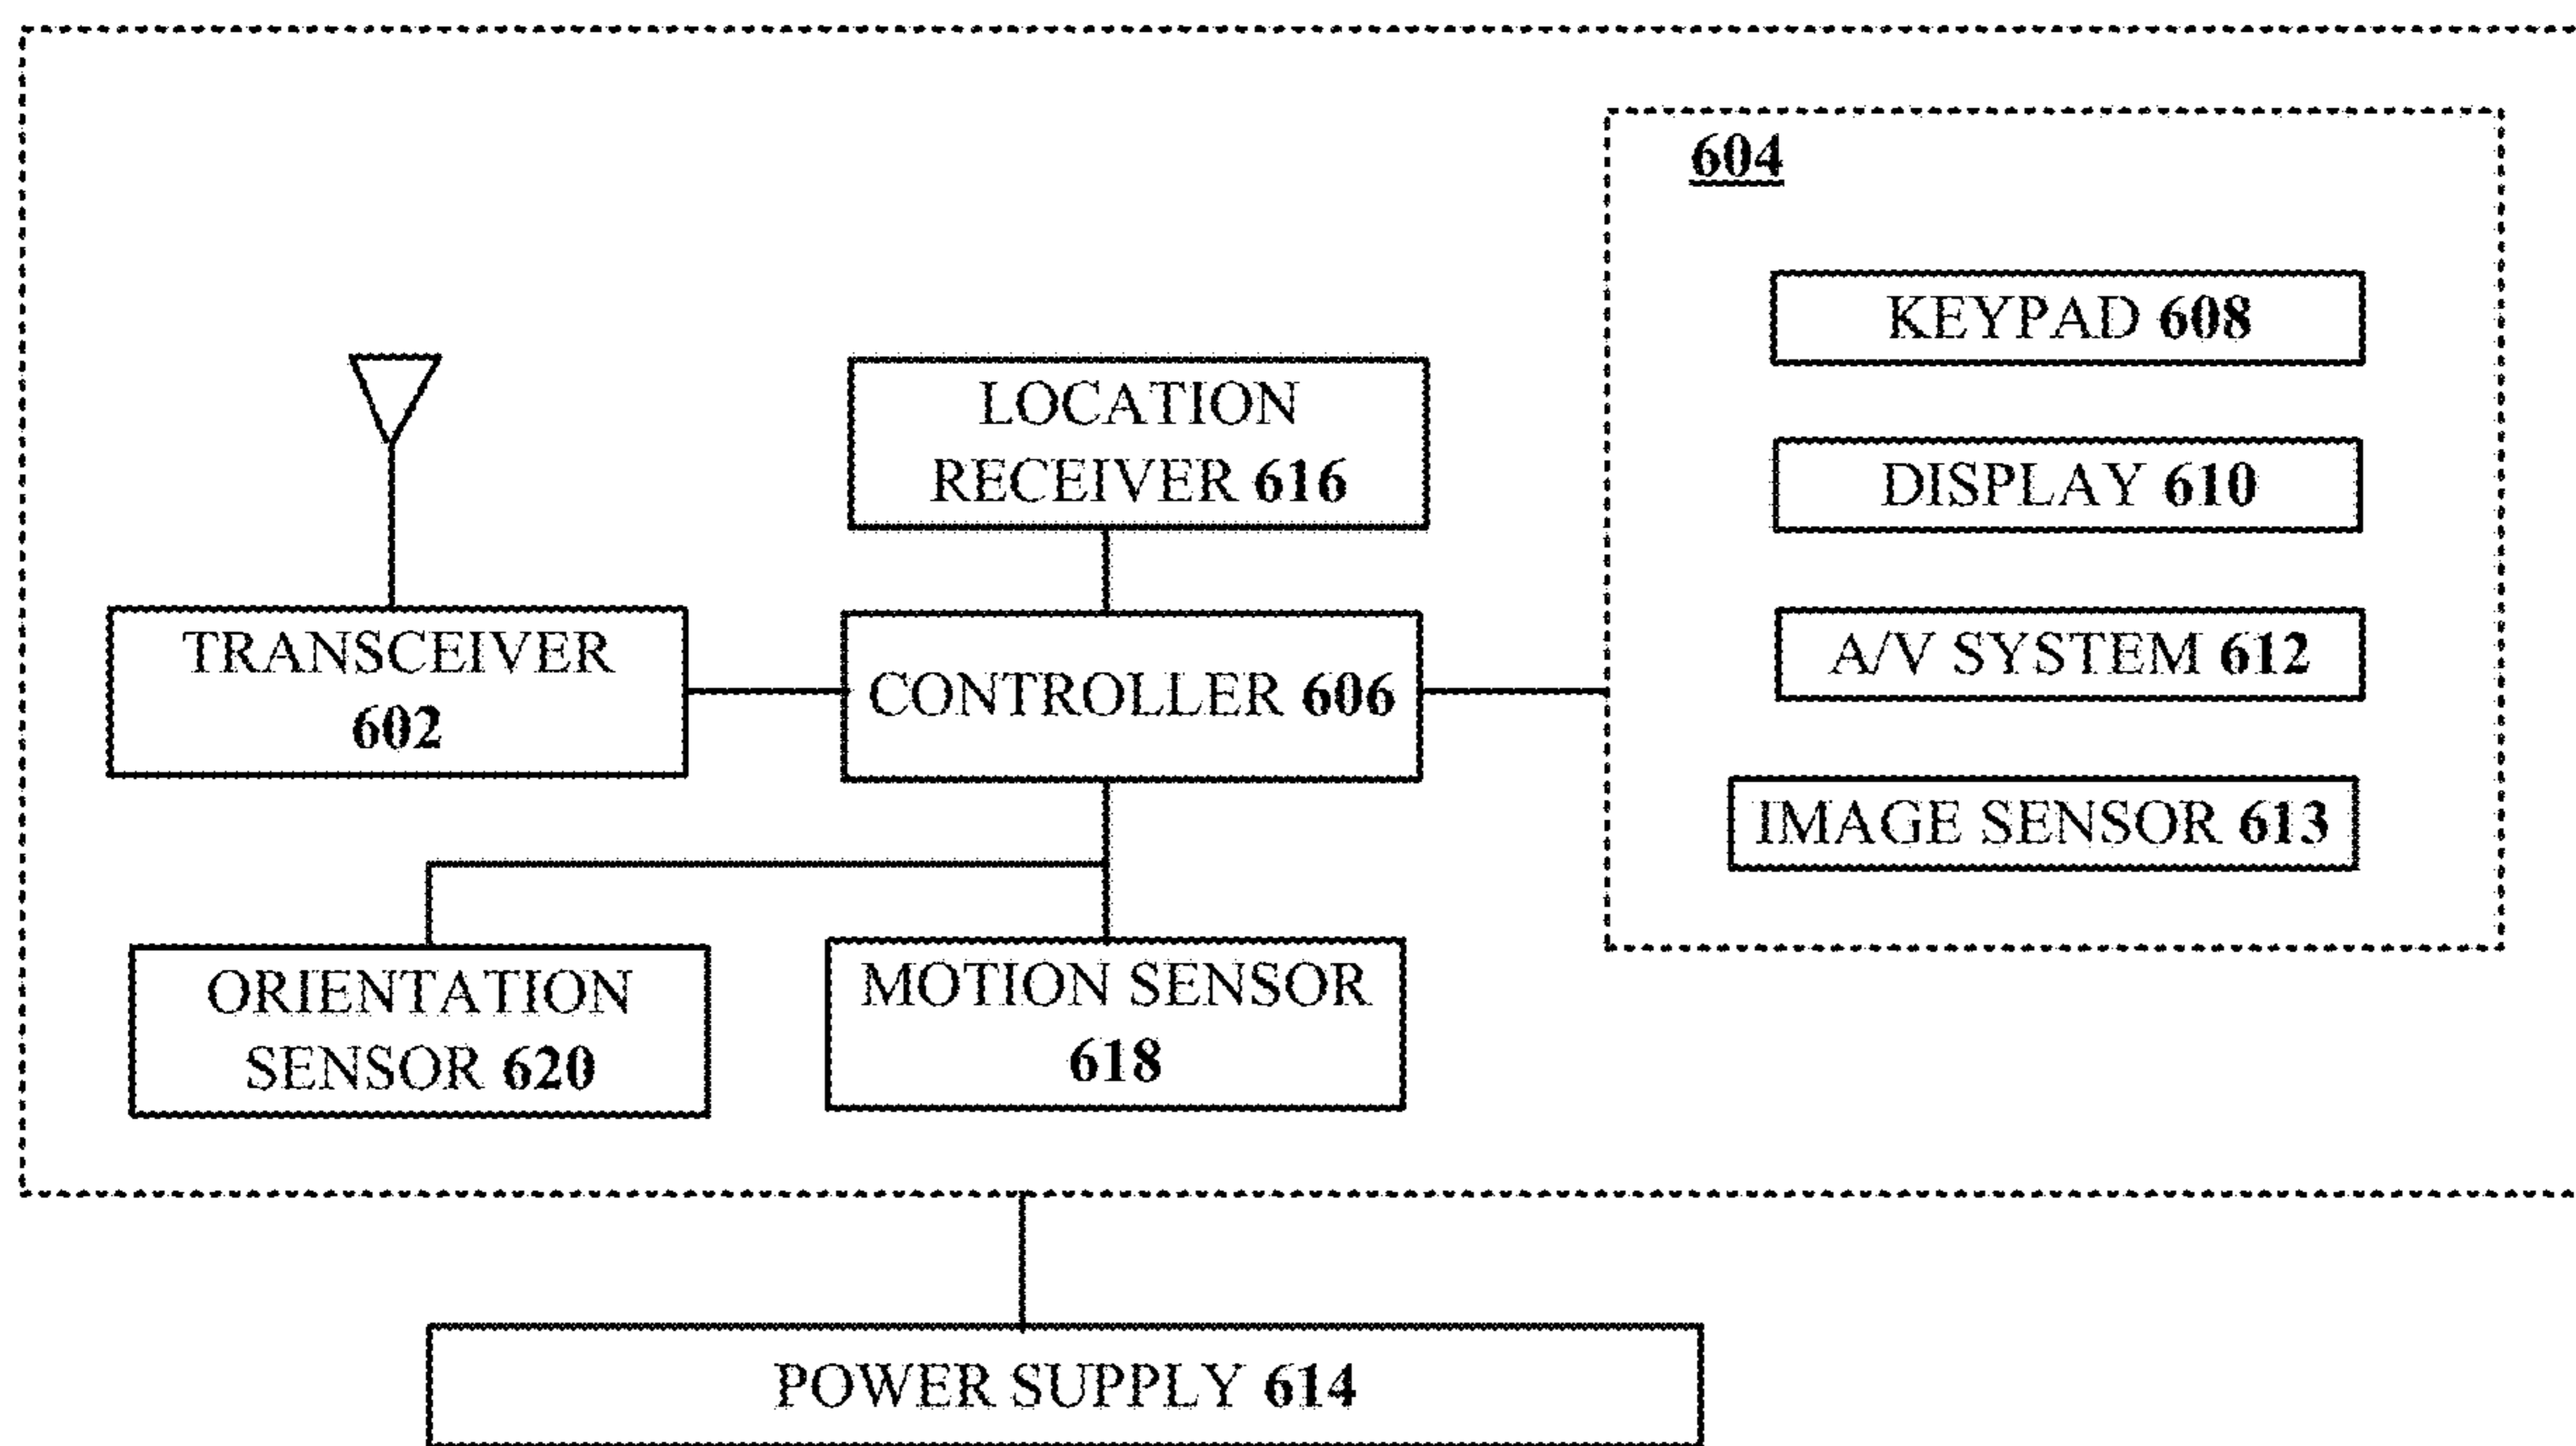 604
KEYPAD 608
DISPLAY 610
A/V SYSTEM 612
IMAGE SENSOR 613
LOCATION
RECEIVER 616
TRANSCEIVER
602
CONTROLLER 606
ORIENTATION
SENSOR 620
MOTION SENSOR
618
POWER SUPPLY 614